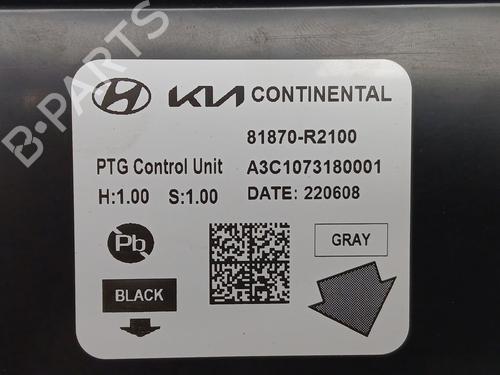 KIA CONTINENTAL
81870-R2100
PTG Control Unit A3C1073180001
H:1.00 S:1.00 DATE: 220608
Pb
GRAY
BLACK
B-PARTS